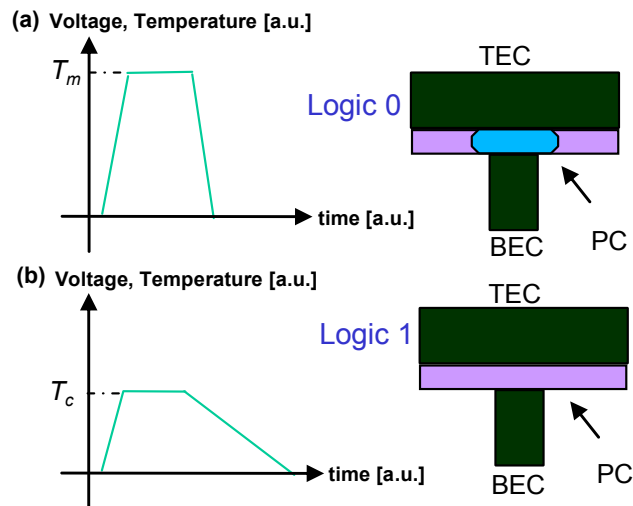 (a) Voltage, Temperature [a.u.]
TEC
Tm
Logic 0
time [a.u.]
BEC
PC
(b) Voltage, Temperature [a.u.]
TEC
Logic 1
Tc
time [a.u.]
PC
BEC